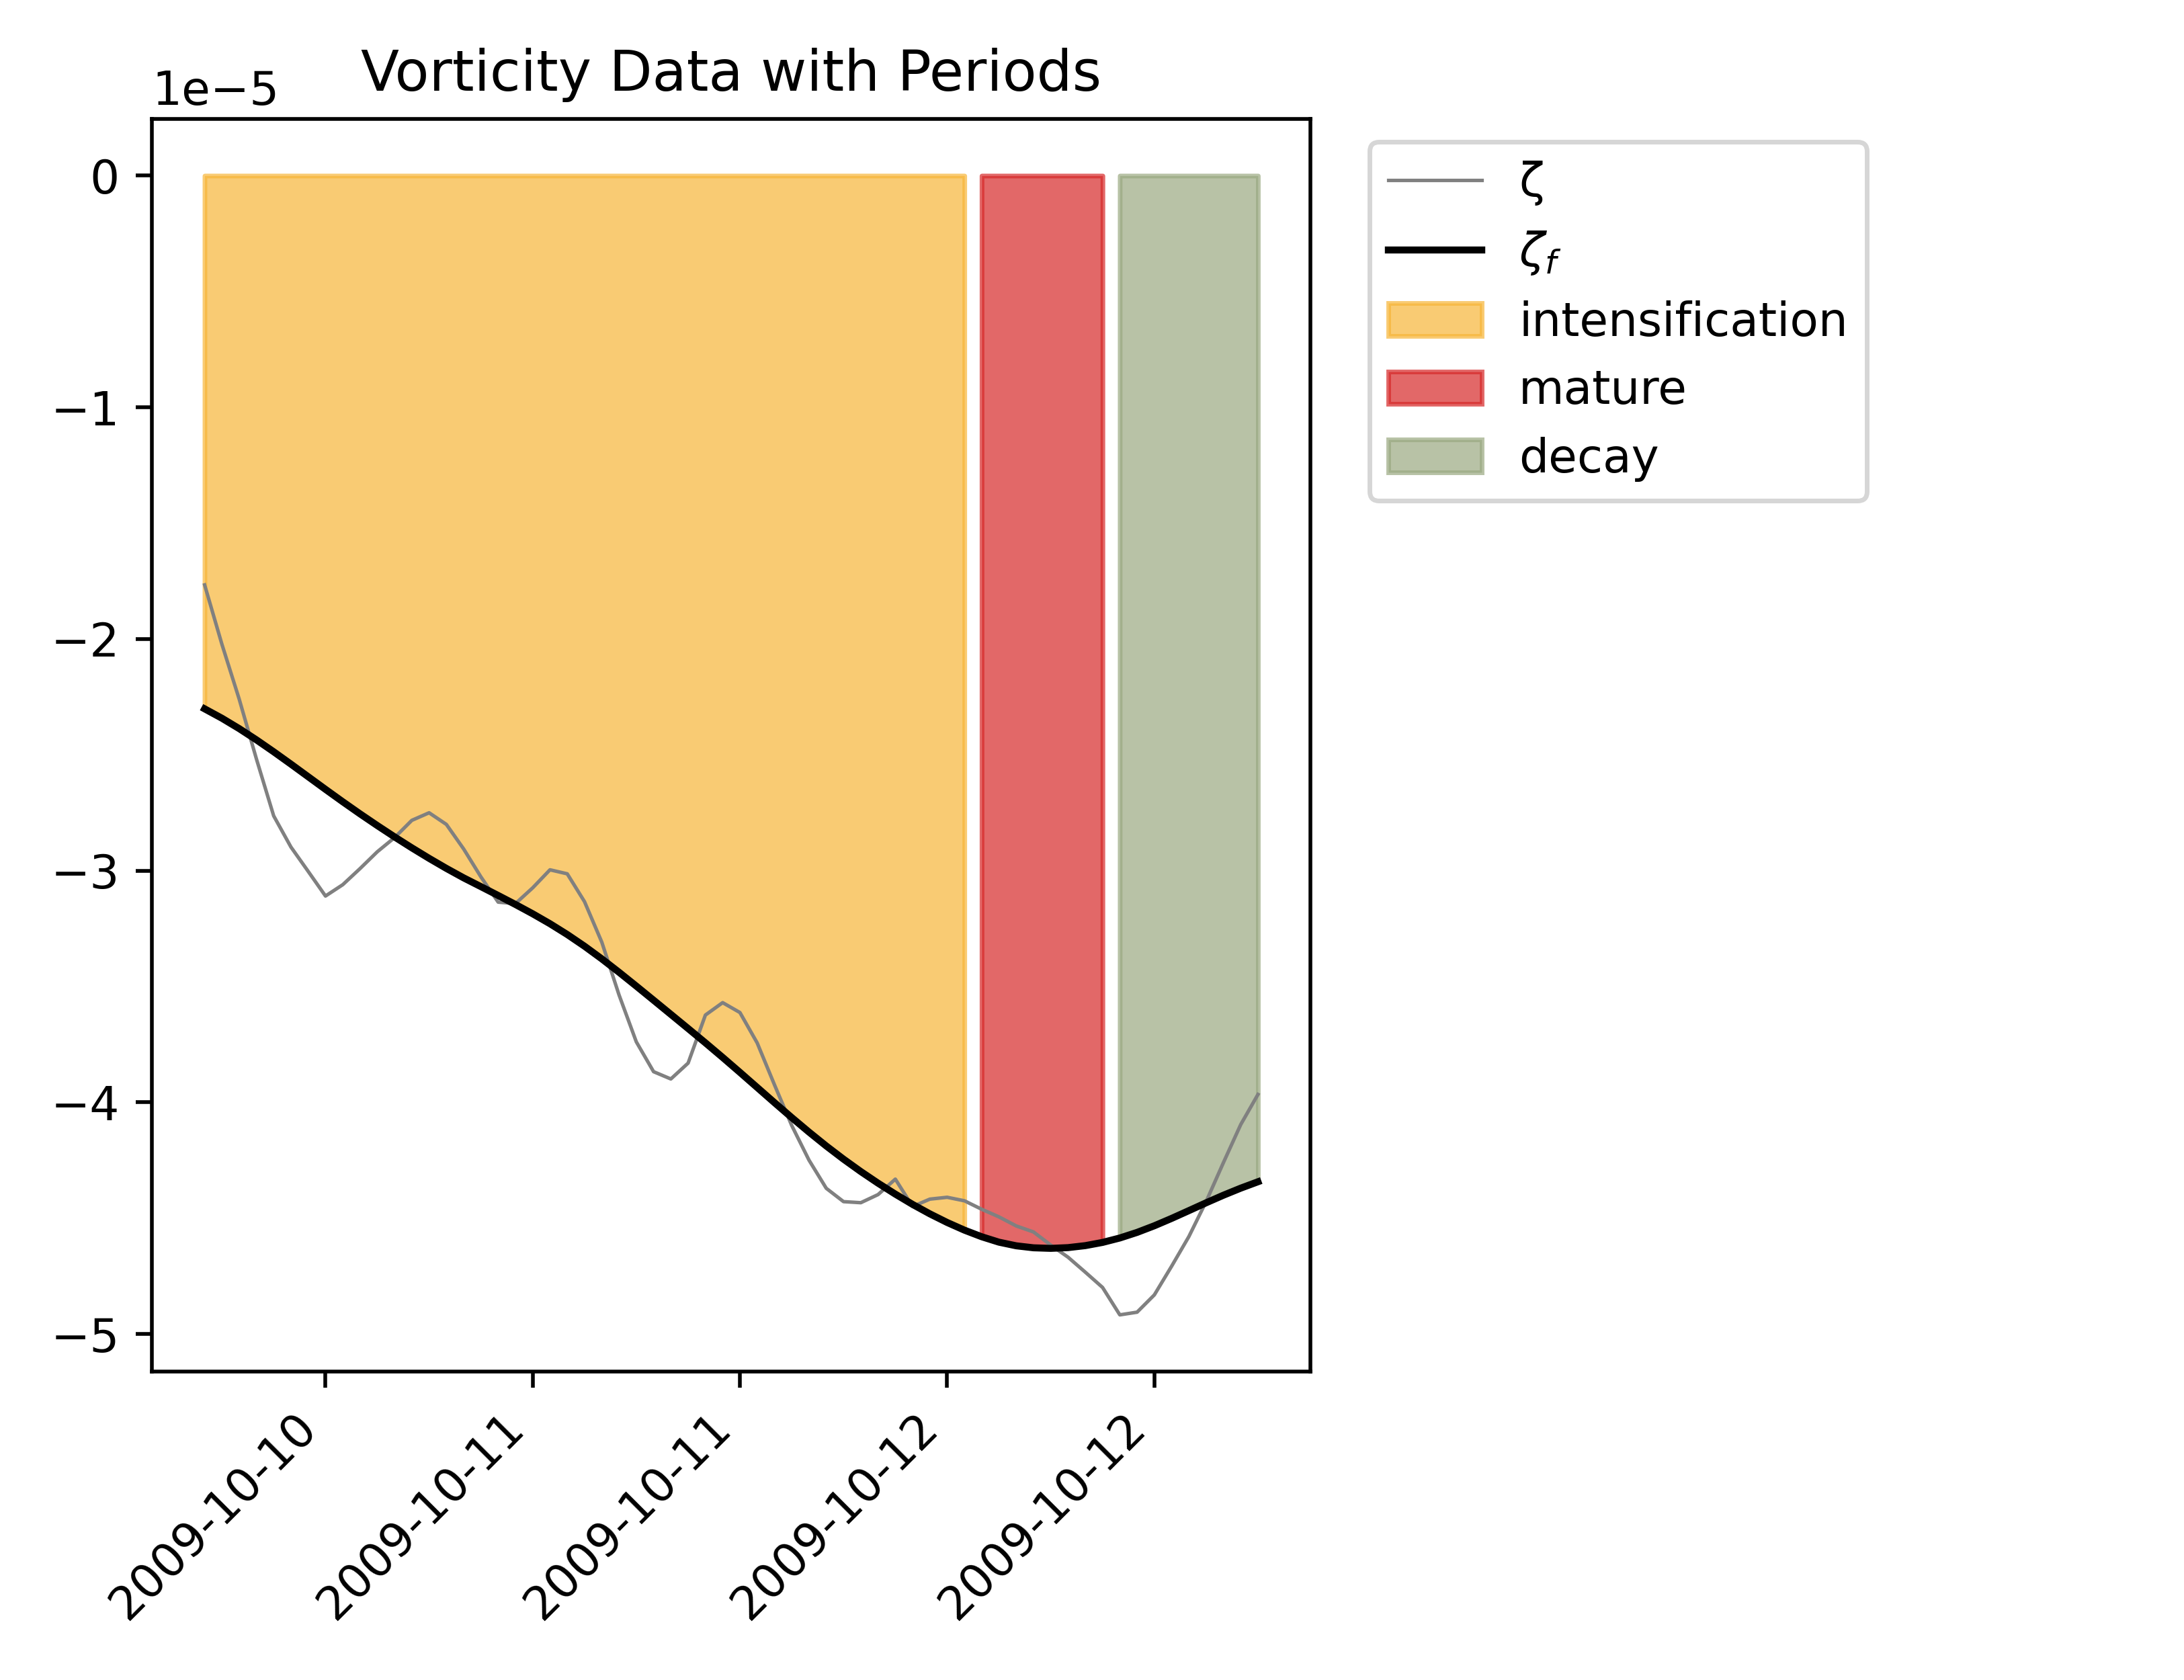 Vorticity Data with Periods
1e−5
0
−1
−2
−3
−4
−5
2009-10-10
2009-10-11
2009-10-11
2009-10-12
2009-10-12
ζ
ζf
intensification
mature
decay